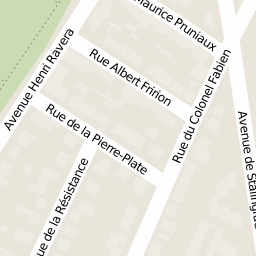 Maurice Pruniaux
Rue Albert Fririon
Avenue Henri Ravera
Rue du Colonel Fabien
Rue de la Pierre-Plate
Avenue de Stalingrad
ue de la Résistance